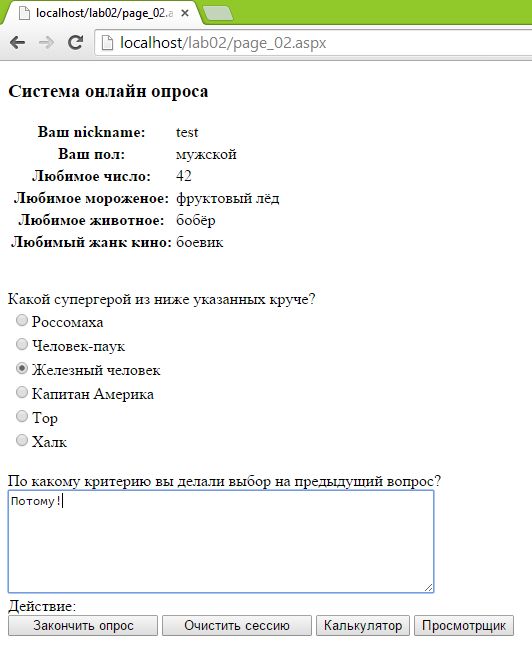 localhost/lab02/page_02.a
localhost/lab02/page_02.aspx
Система онлайн опроса
Ваш nickname: test
Ваш пол: мужской
Любимое число: 42
Любимое мороженое: фруктовый лёд
Любимое животное: бобёр
Любимый жанк кино: боевик
Какой супергерой из ниже указанных круче?
Россомаха
Человек-паук
Железный человек
Капитан Америка
Тор
Халк
По какому критерию вы делали выбор на предыдущий вопрос?
Потому!
Действие:
Закончить опрос Очистить сессию Калькулятор Просмотрщик